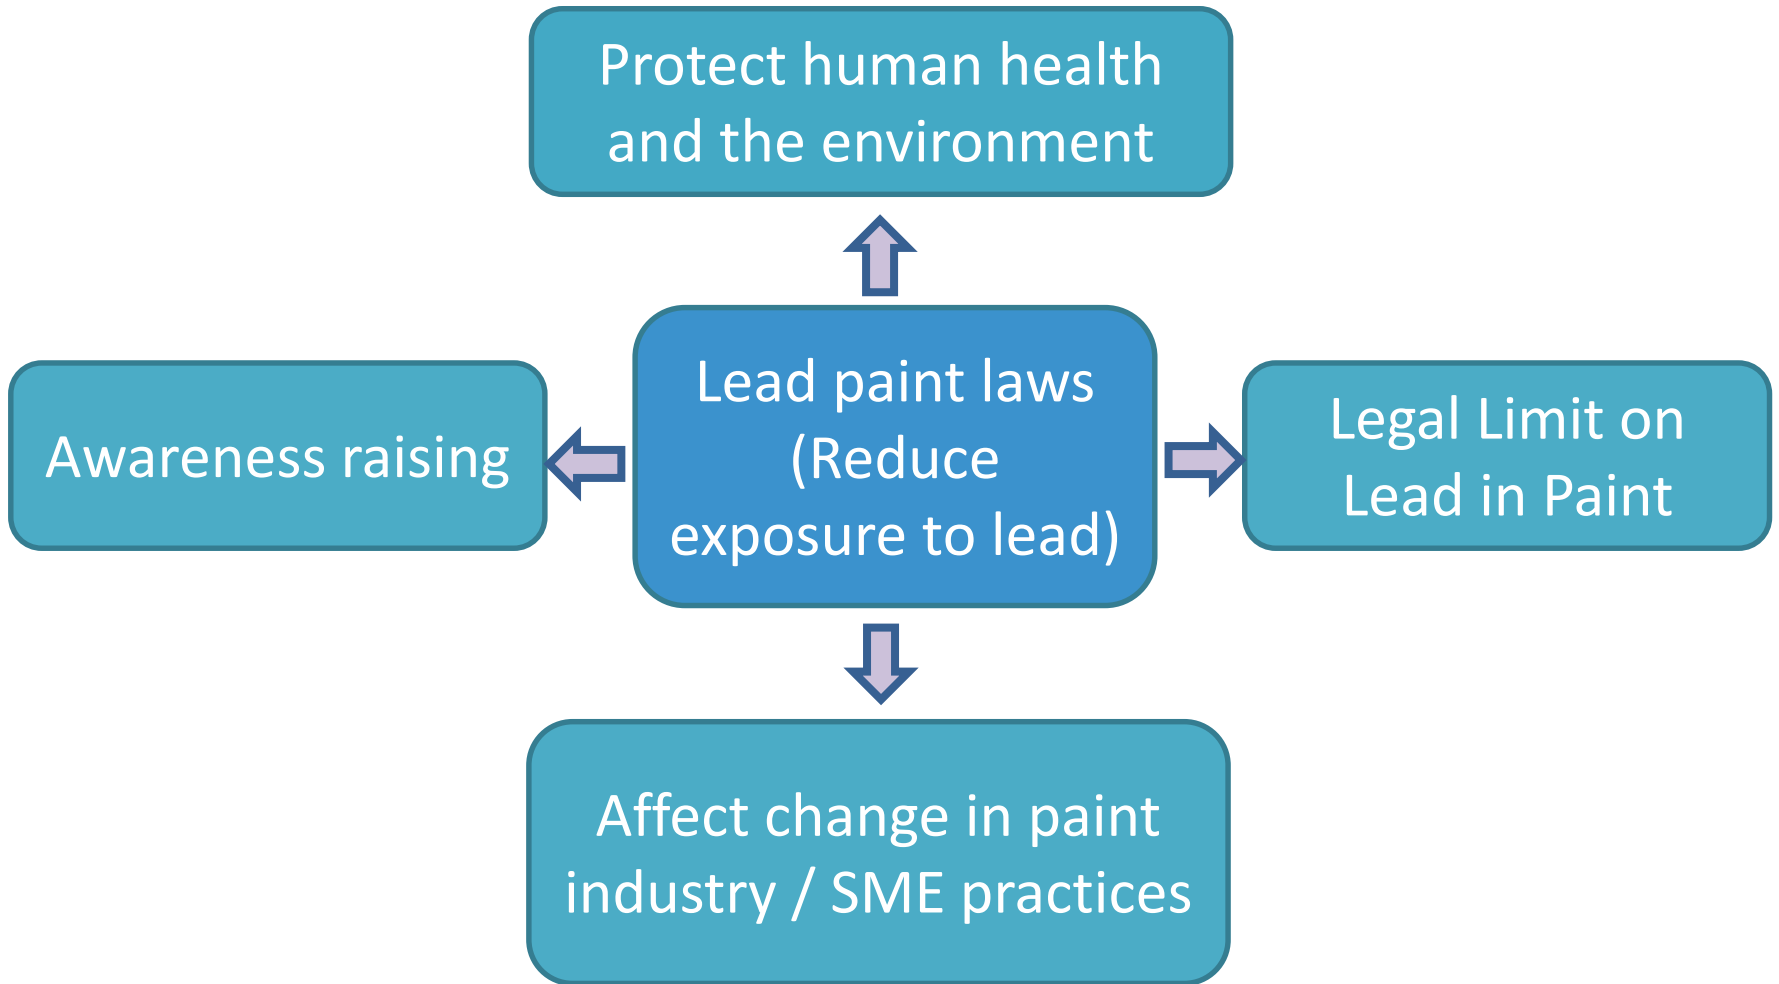 Protect human health
and the environment
Awareness raising
Lead paint laws
(Reduce
exposure to lead)
Legal Limit on
Lead in Paint
Affect change in paint
industry / SME practices